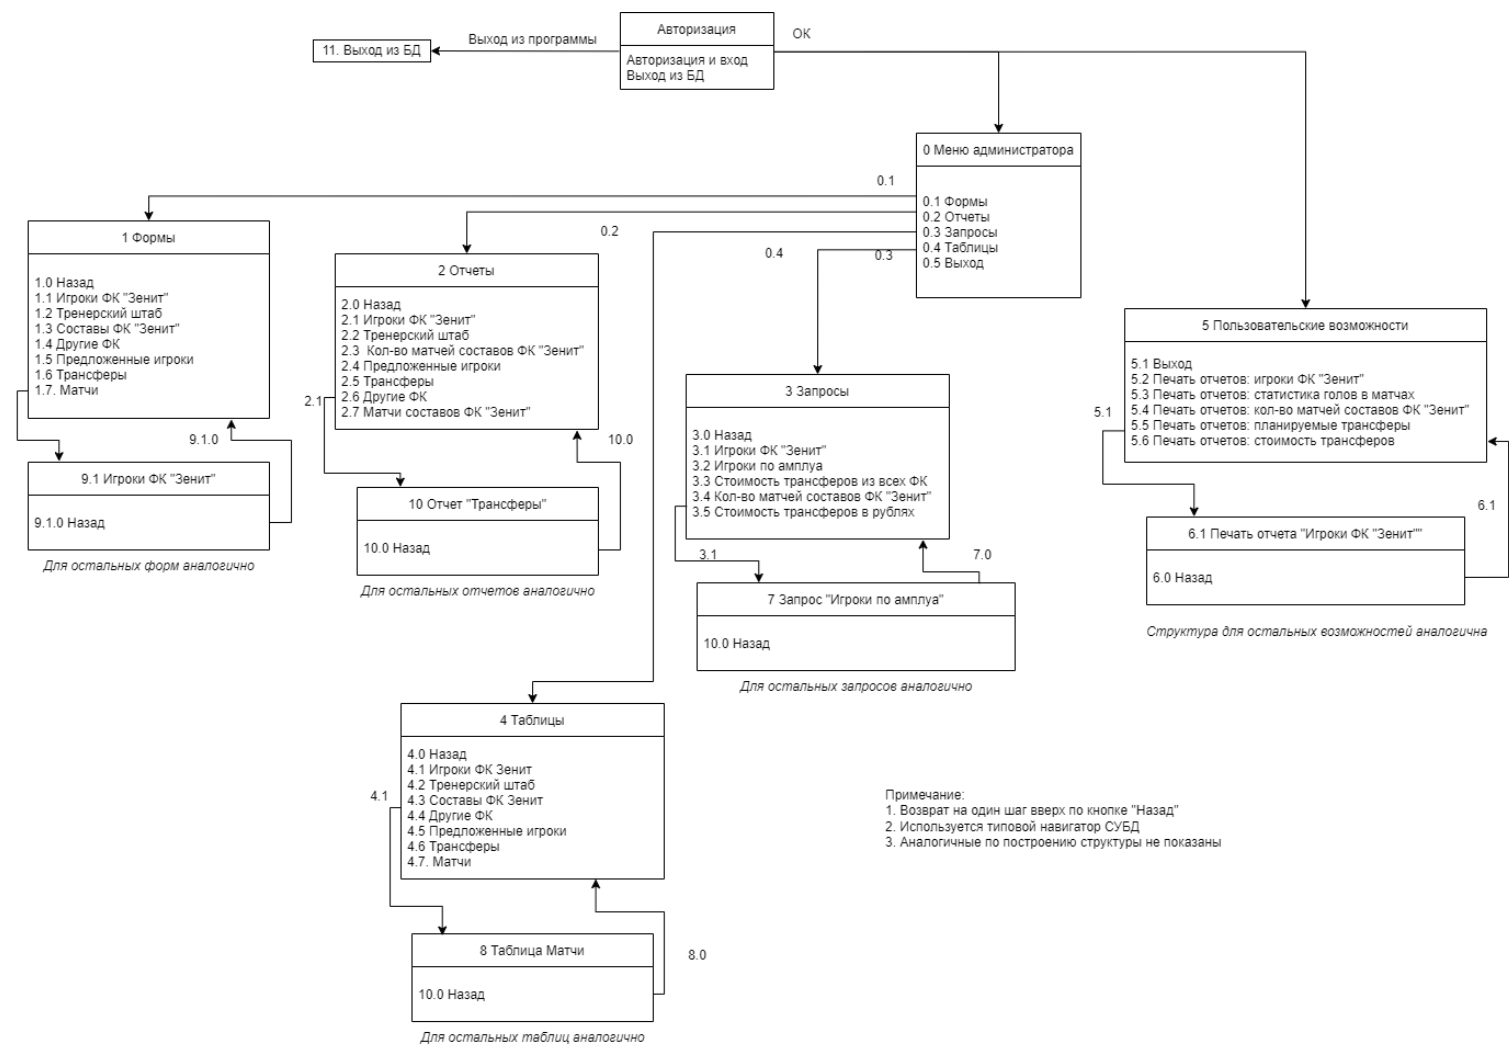 Авторизация
Авторизация и вход
Выход из БД
Выход из программы
11. Выход из БД
ОК
0 Меню администратора
0.1 Формы
0.2 Отчеты
0.3 Запросы
0.4 Таблицы
0.5 Выход
0.1
0.2
0.4
0.3
1 Формы
1.0 Назад
1.1 Игроки ФК "Зенит"
1.2 Тренерский штаб
1.3 Составы ФК "Зенит"
1.4 Другие ФК
1.5 Предложенные игроки
1.6 Трансферы
1.7. Матчи
9.1.0
9.1 Игроки ФК "Зенит"
9.1.0 Назад
Для остальных форм аналогично
2 Отчеты
2.0 Назад
2.1 Игроки ФК "Зенит"
2.2 Тренерский штаб
2.3  Кол-во матчей составов ФК "Зенит"
2.4 Предложенные игроки
2.5 Трансферы
2.6 Другие ФК
2.7 Матчи составов ФК "Зенит"
2.1
10.0
10 Отчет "Трансферы"
10.0 Назад
Для остальных отчетов аналогично
3 Запросы
3.0 Назад
3.1 Игроки ФК "Зенит"
3.2 Игроки по амплуа
3.3 Стоимость трансферов из всех ФК
3.4 Кол-во матчей составов ФК "Зенит"
3.5 Стоимость трансферов в рублях
3.1
7.0
7 Запрос "Игроки по амплуа"
10.0 Назад
Для остальных запросов аналогично
5 Пользовательские возможности
5.1 Выход
5.2 Печать отчетов: игроки ФК "Зенит"
5.3 Печать отчетов: статистика голов в матчах
5.4 Печать отчетов: кол-во матчей составов ФК "Зенит"
5.5 Печать отчетов: планируемые трансферы
5.6 Печать отчетов: стоимость трансферов
5.1
6.1
6.1 Печать отчета "Игроки ФК "Зенит""
6.0 Назад
Структура для остальных возможностей аналогична
4 Таблицы
4.0 Назад
4.1 Игроки ФК Зенит
4.2 Тренерский штаб
4.3 Составы ФК Зенит
4.4 Другие ФК
4.5 Предложенные игроки
4.6 Трансферы
4.7. Матчи
4.1
8.0
8 Таблица Матчи
10.0 Назад
Для остальных таблиц аналогично
Примечание:
1. Возврат на один шаг вверх по кнопке "Назад"
2. Используется типовой навигатор СУБД
3. Аналогичные по построению структуры не показаны